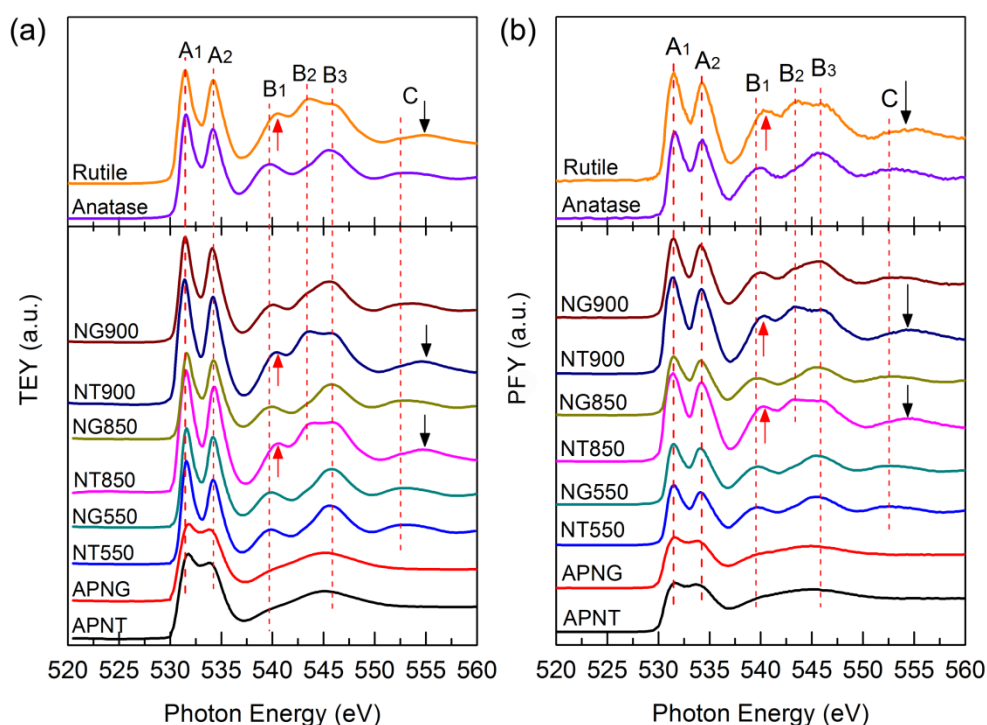 (a)
A1
A2
B1
B2
B3
C
Rutile
Anatase
NG900
NT900
NG850
NT850
NG550
NT550
APNG
APNT
TEY (a.u.)
520 525 530 535 540 545 550 555 560
Photon Energy (eV)
(b)
A1
A2
B1
B2
B3
C
Rutile
Anatase
NG900
NT900
NG850
NT850
NG550
NT550
APNG
APNT
PFY (a.u.)
520 525 530 535 540 545 550 555 560
Photon Energy (eV)